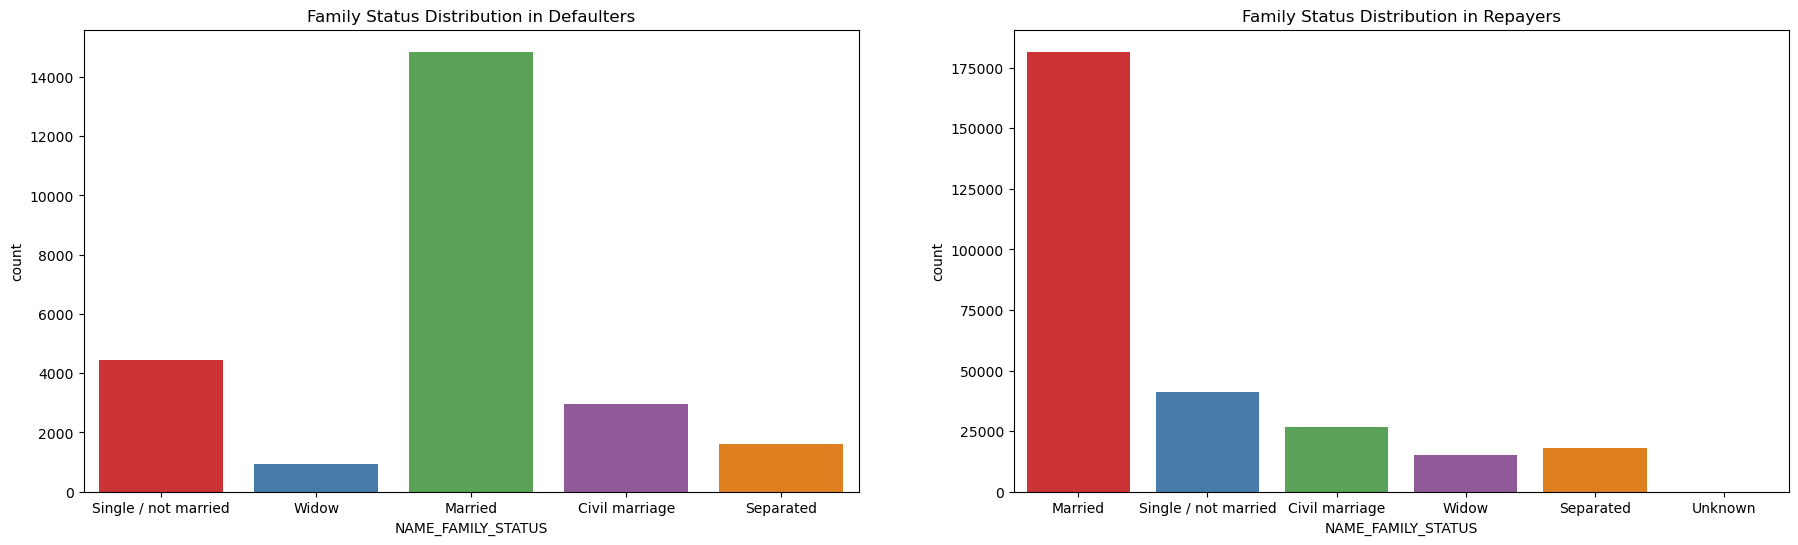 Family Status Distribution in Defaulters
14000
12000
10000
8000
6000
4000
2000
0
count
Single / not married Widow Married Civil marriage Separated
NAME_FAMILY_STATUS
Family Status Distribution in Repayers
175000
150000
125000
100000
75000
50000
25000
0
count
Married Single / not married Civil marriage Widow Separated Unknown
NAME_FAMILY_STATUS